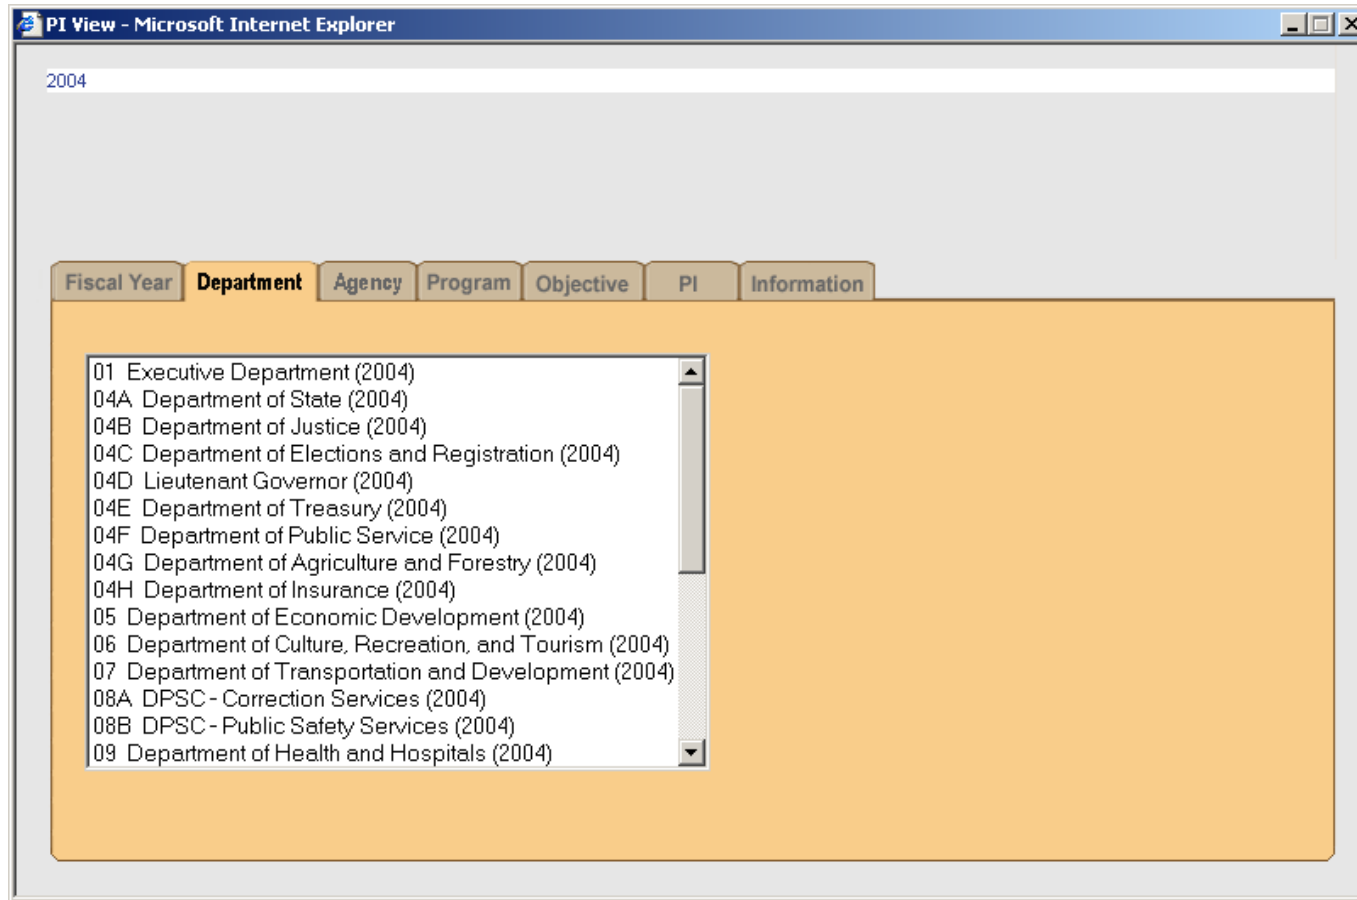 PI View - Microsoft Internet Explorer
2004
Fiscal Year Department Agency Program Objective PI Information
01 Executive Department (2004)
04A Department of State (2004)
04B Department of Justice (2004)
04C Department of Elections and Registration (2004)
04D Lieutenant Governor (2004)
04E Department of Treasury (2004)
04F Department of Public Service (2004)
04G Department of Agriculture and Forestry (2004)
04H Department of Insurance (2004)
05 Department of Economic Development (2004)
06 Department of Culture, Recreation, and Tourism (2004)
07 Department of Transportation and Development (2004)
08A DPSC - Correction Services (2004)
08B DPSC - Public Safety Services (2004)
09 Department of Health and Hospitals (2004)